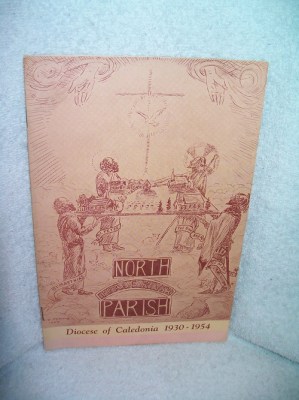 NORTH
PARISH
Diocese of Caledonia 1930-1954